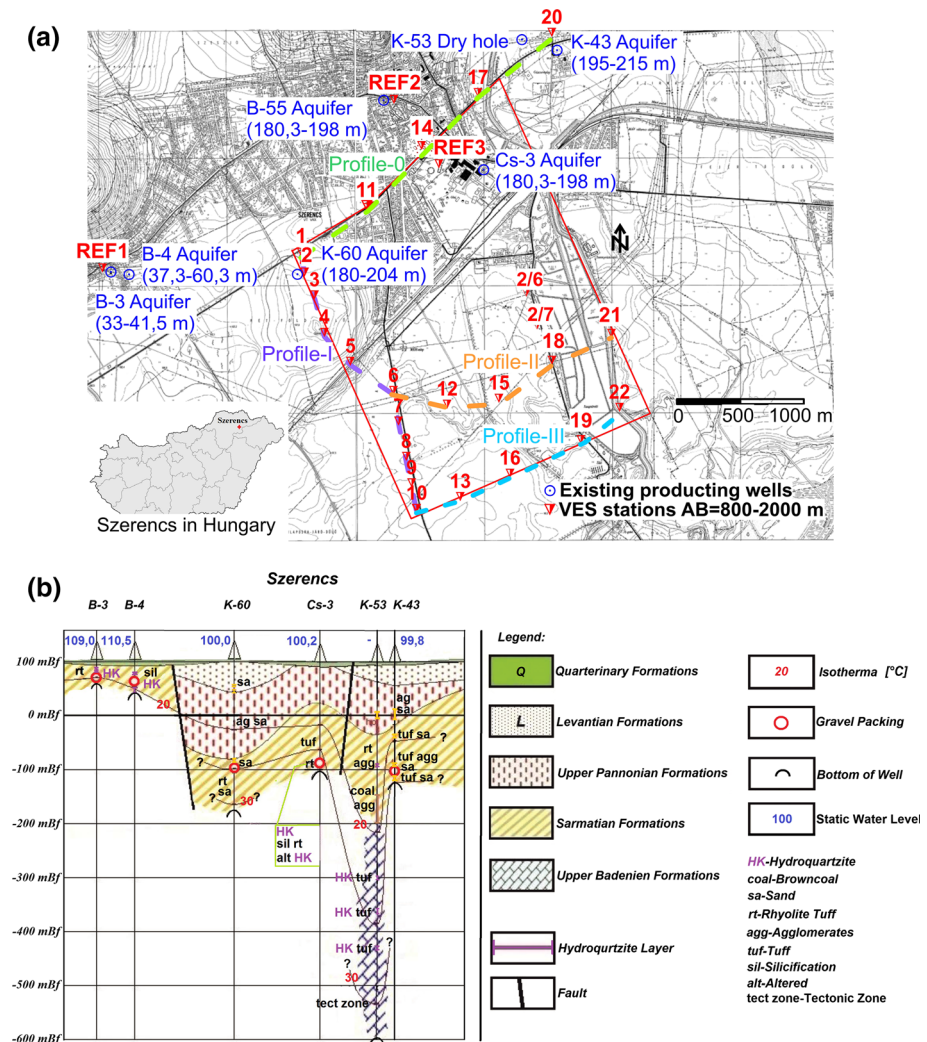 (a)
20
K-53 Dry hole
K-43 Aquifer
(195-215 m)
17
REF2
B-55 Aquifer
(180,3-198 m)
14
REF3
Profile-0
Cs-3 Aquifer
(180,3-198 m)
11
SZERENCS
1
2
REF1
B-4 Aquifer
(37,3-60,3 m)
K-60 Aquifer
(180-204 m)
N
3
B-3 Aquifer
(33-41,5 m)
2/6
4
2/7
21
Profile-I
5
18
Profile-II
6
12
15
22
0
500
1000 m
8
Profile-III
19
9
16
10
13
Szerencs
Existing producting wells
VES stations AB=800-2000 m
Szerencs in Hungary
(b)
Szerencs
B-3
B-4
K-60
Cs-3
K-53
K-43
109,0
110,5
100,0
100,2
-
99,8
100 mBf
0 mBf
-100 mBf
-200 mBf
-300 mBf
-400 mBf
-500 mBf
-600 mBf
rt
HK
sil
HK
20
sa
ag sa
?
sa
rt
sa
?
30
?
tuf
rt
HK
sil rt
alt HK
rt
agg
coal
agg
20
HK tuf
HK tuf
HK tuf
?
?
30
tect zone
ag
sa
tuf sa
?
tuf agg
sa
tuf sa
?
Legend:
Q
Quarterinary Formations
L
Levantian Formations
Upper Pannonian Formations
Sarmatian Formations
Upper Badenien Formations
Hydroqurtzite Layer
Fault
20
Isotherma [°C]
Gravel Packing
Bottom of Well
100
Static Water Level
HK-Hydroquartzite
coal-Browncoal
sa-Sand
rt-Rhyolite Tuff
agg-Agglomerates
tuf-Tuff
sil-Silicification
alt-Altered
tect zone-Tectonic Zone